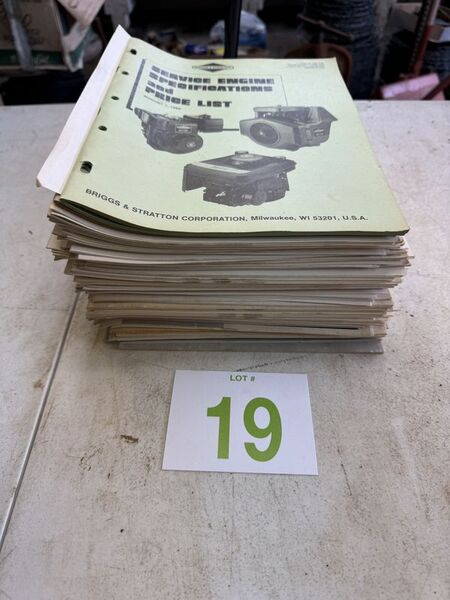 SERVICE ENGINE
SPECIFICATIONS
and
PRICE LIST
BRIGGS & STRATTON CORPORATION, Milwaukee, WI 53201, U.S.A.
LOT #
19